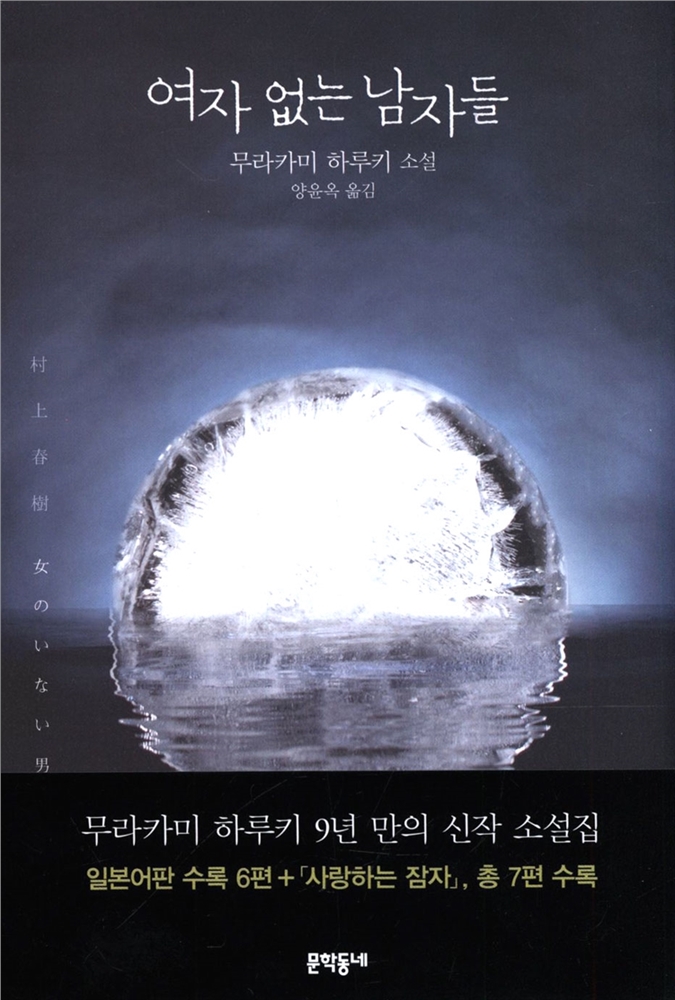 여자 없는 남자들
무라카미 하루키 소설
양윤옥 옮김
村上春樹 女のいない男
무라카미 하루키 9년 만의 신작 소설집
일본어판 수록 6편 + 「사랑하는 잠자」, 총 7편 수록
문학동네